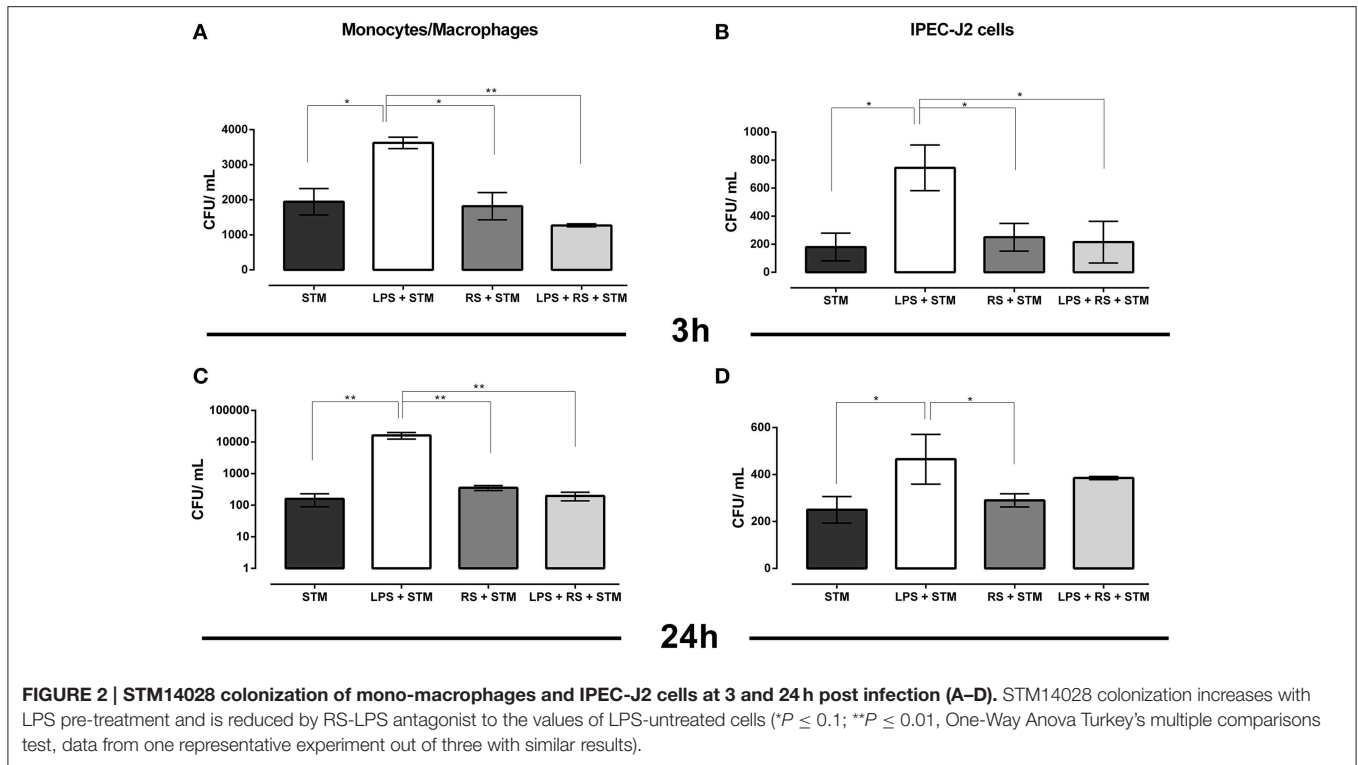 A
Monocytes/Macrophages
B
IPEC-J2 cells
*
*
**
CFU/ mL
4000
3000
2000
1000
0
STM
LPS + STM
RS + STM
LPS + RS + STM
*
*
*
CFU/ mL
1000
800
600
400
200
0
STM
LPS + STM
RS + STM
LPS + RS + STM
3h
C
**
**
**
CFU/ mL
100000
10000
1000
100
10
1
STM
LPS + STM
RS + STM
LPS + RS + STM
D
*
*
CFU/ mL
600
400
200
0
STM
LPS + STM
RS + STM
LPS + RS + STM
24h
FIGURE 2 | STM14028 colonization of mono-macrophages and IPEC-J2 cells at 3 and 24 h post infection (A–D). STM14028 colonization increases with
LPS pre-treatment and is reduced by RS-LPS antagonist to the values of LPS-untreated cells (*P ≤ 0.1; **P ≤ 0.01, One-Way Anova Turkey's multiple comparisons
test, data from one representative experiment out of three with similar results).